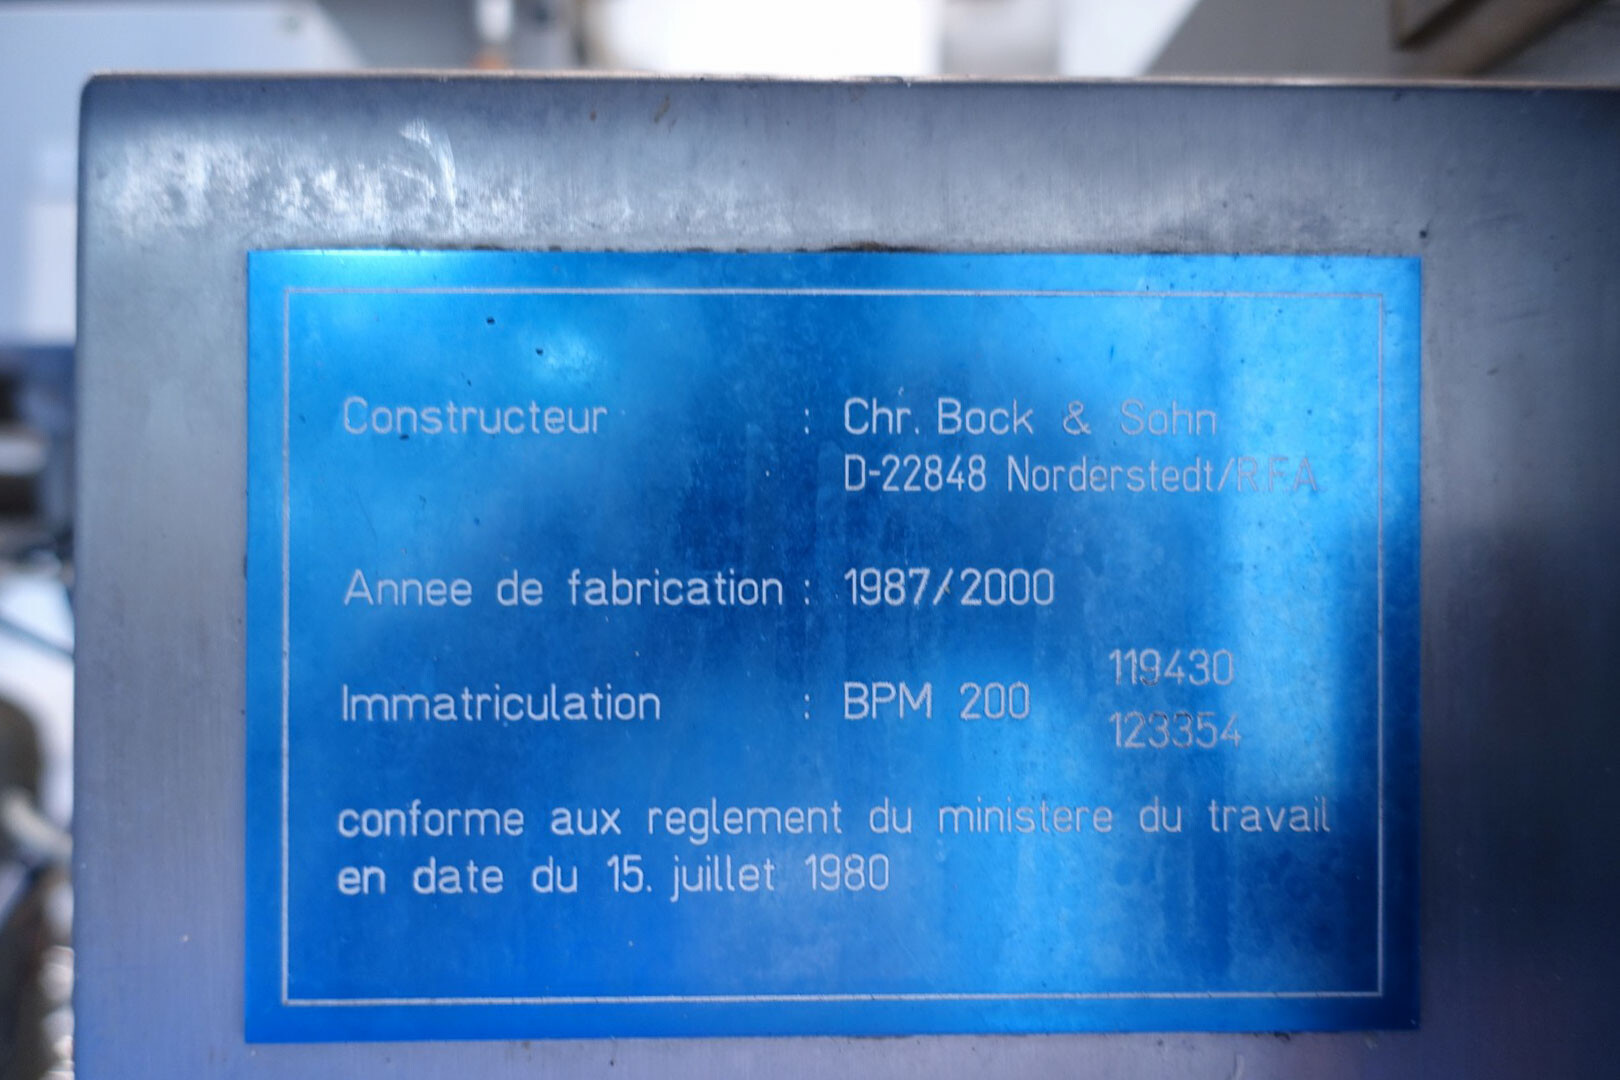 Constructeur : Chr. Bock & Sohn
D-22848 Norderstedt/R.F.A
Annee de fabrication : 1987/2000
119430
Immatriculation : BPM 200
123354
conforme aux reglement du ministere du travail
en date du 15. juillet 1980